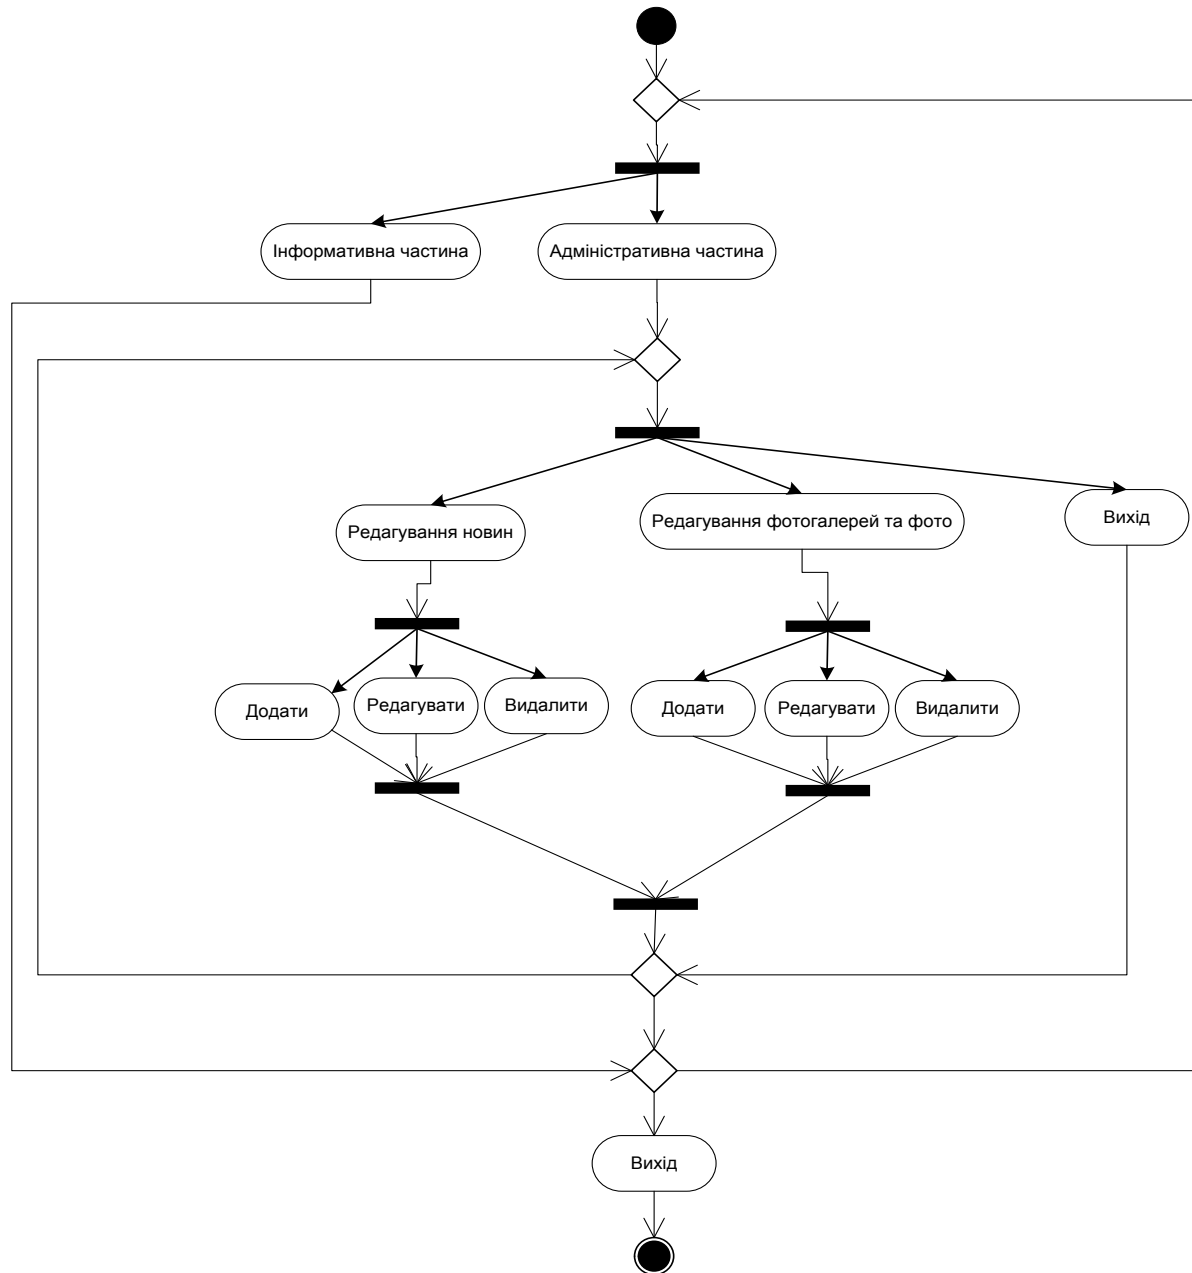 Інформативна частина
Адміністративна частина
Редагування новин
Редагування фотогалерей та фото
Вихід
Додати
Редагувати
Видалити
Додати
Редагувати
Видалити
Вихід